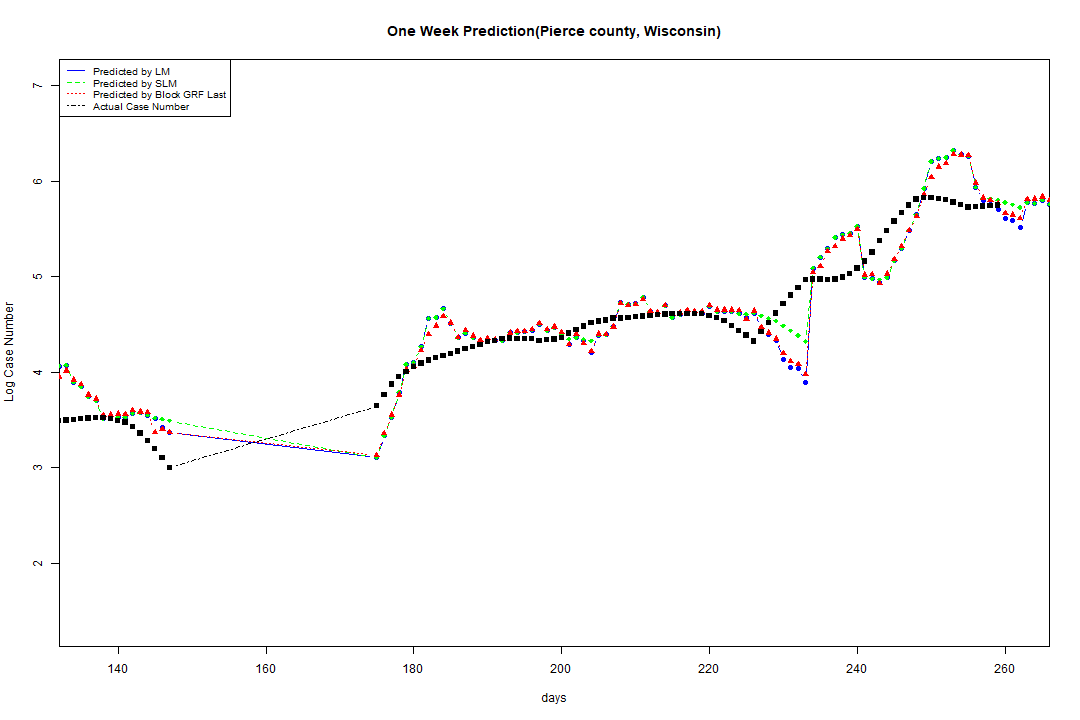 One Week Prediction(Pierce county, Wisconsin)
Predicted by LM
Predicted by SLM
Predicted by Block GRF Last
Actual Case Number
7
6
5
4
3
2
Log Case Number
140 160 180 200 220 240 260
days